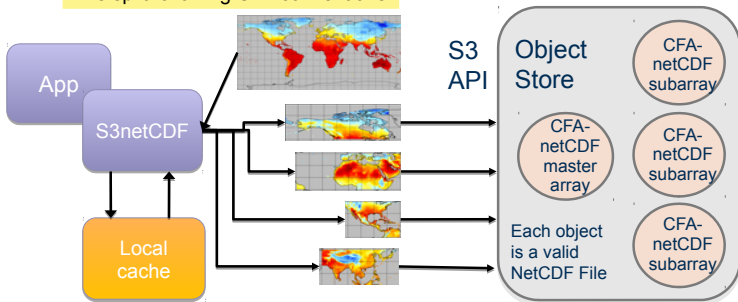 App
S3netCDF
Local
cache
S3
API
Object
Store
CFA-
netCDF
subarray
CFA-
netCDF
master
array
CFA-
netCDF
subarray
Each object
is a valid
NetCDF File
CFA-
netCDF
subarray